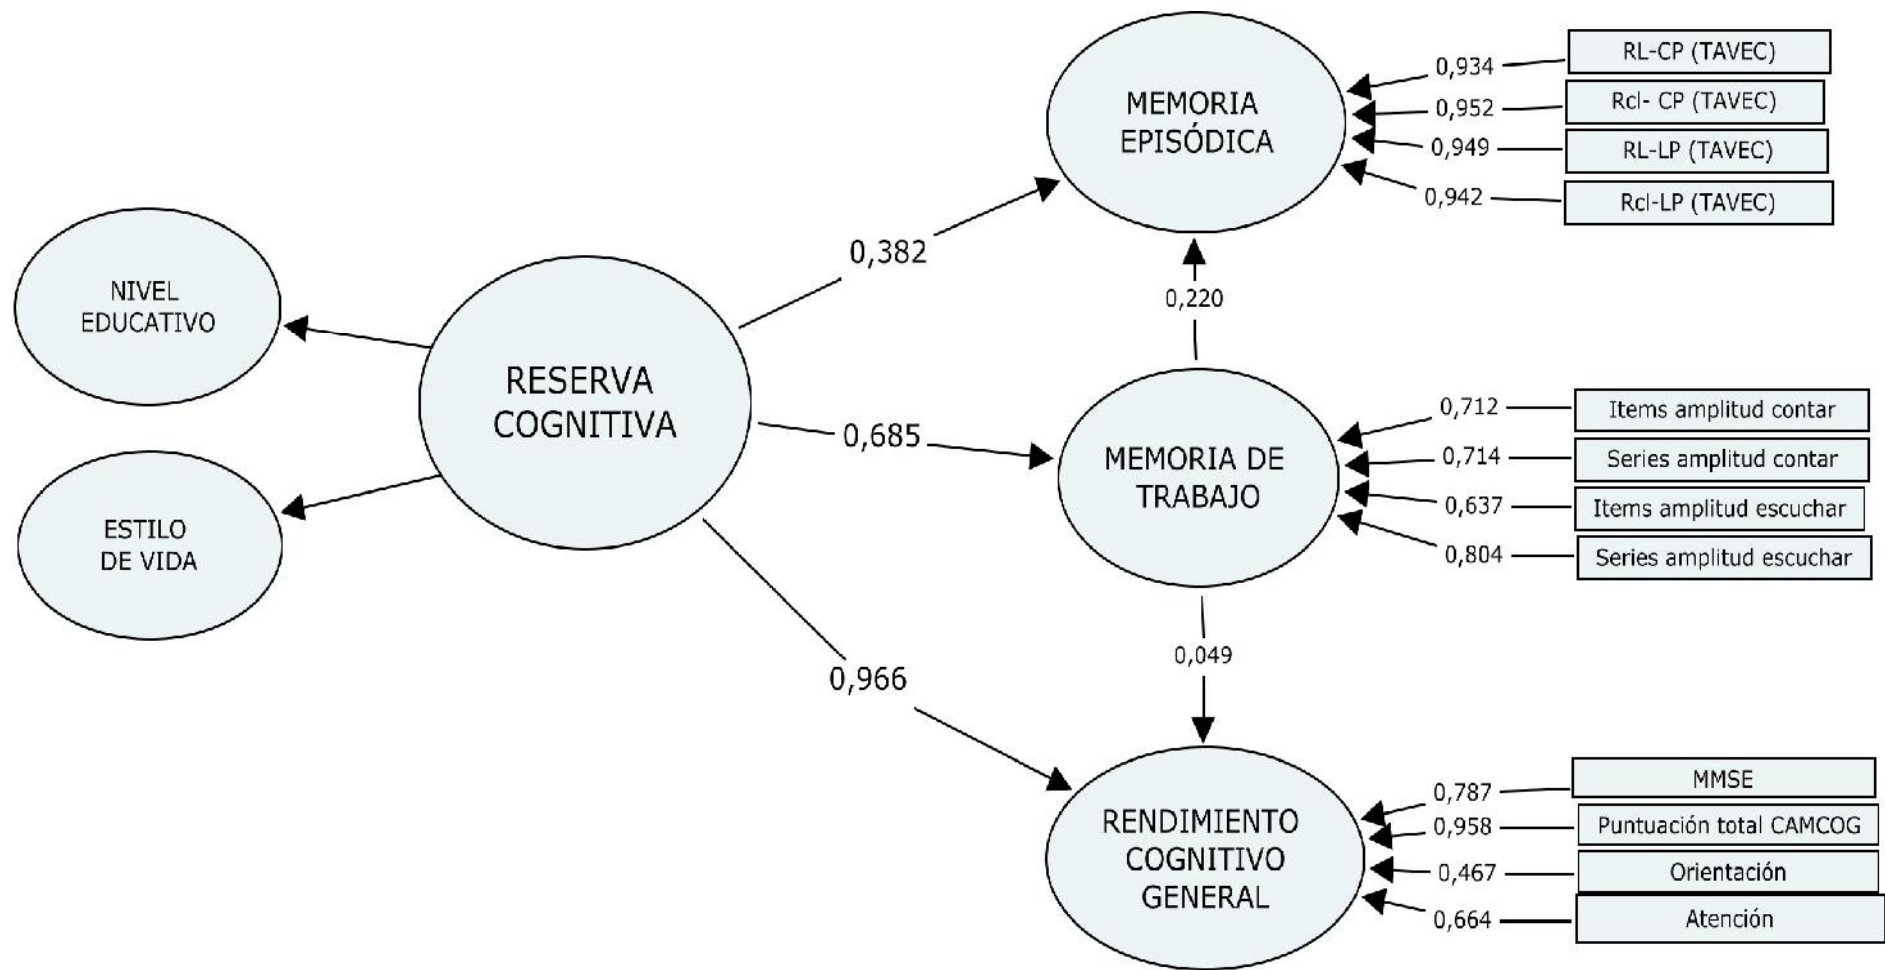 NIVEL
EDUCATIVO
ESTILO
DE VIDA
RESERVA
COGNITIVA
0,382
0,685
0,966
MEMORIA
EPISÓDICA
0,934
RL-CP (TAVEC)
0,952
Rcl- CP (TAVEC)
0,949
RL-LP (TAVEC)
0,942
Rcl-LP (TAVEC)
0,220
MEMORIA DE
TRABAJO
0,712
Items amplitud contar
0,714
Series amplitud contar
0,637
Items amplitud escuchar
0,804
Series amplitud escuchar
0,049
RENDIMIENTO
COGNITIVO
GENERAL
0,787
MMSE
0,958
Puntuación total CAMCOG
0,467
Orientación
0,664
Atención